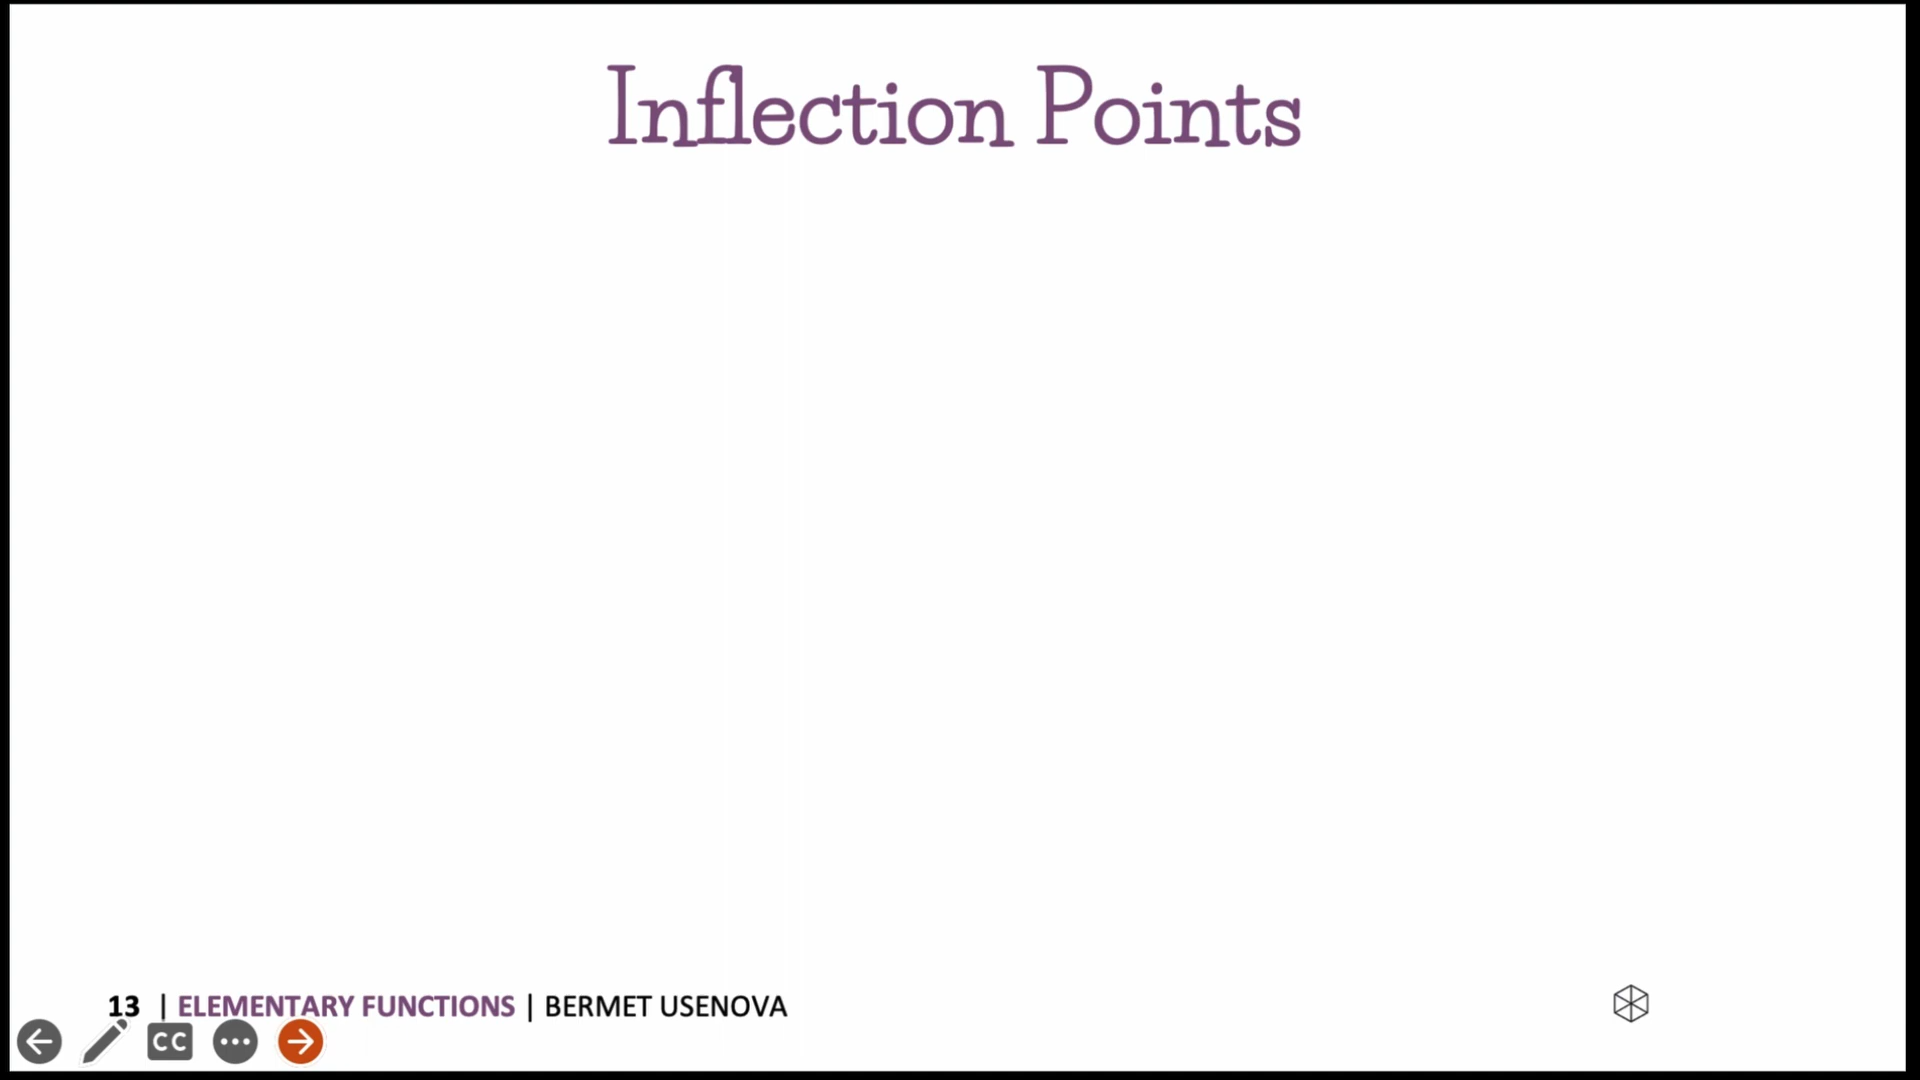 Inflection Points
13 | ELEMENTARY FUNCTIONS | BERMET USENOVA
CC